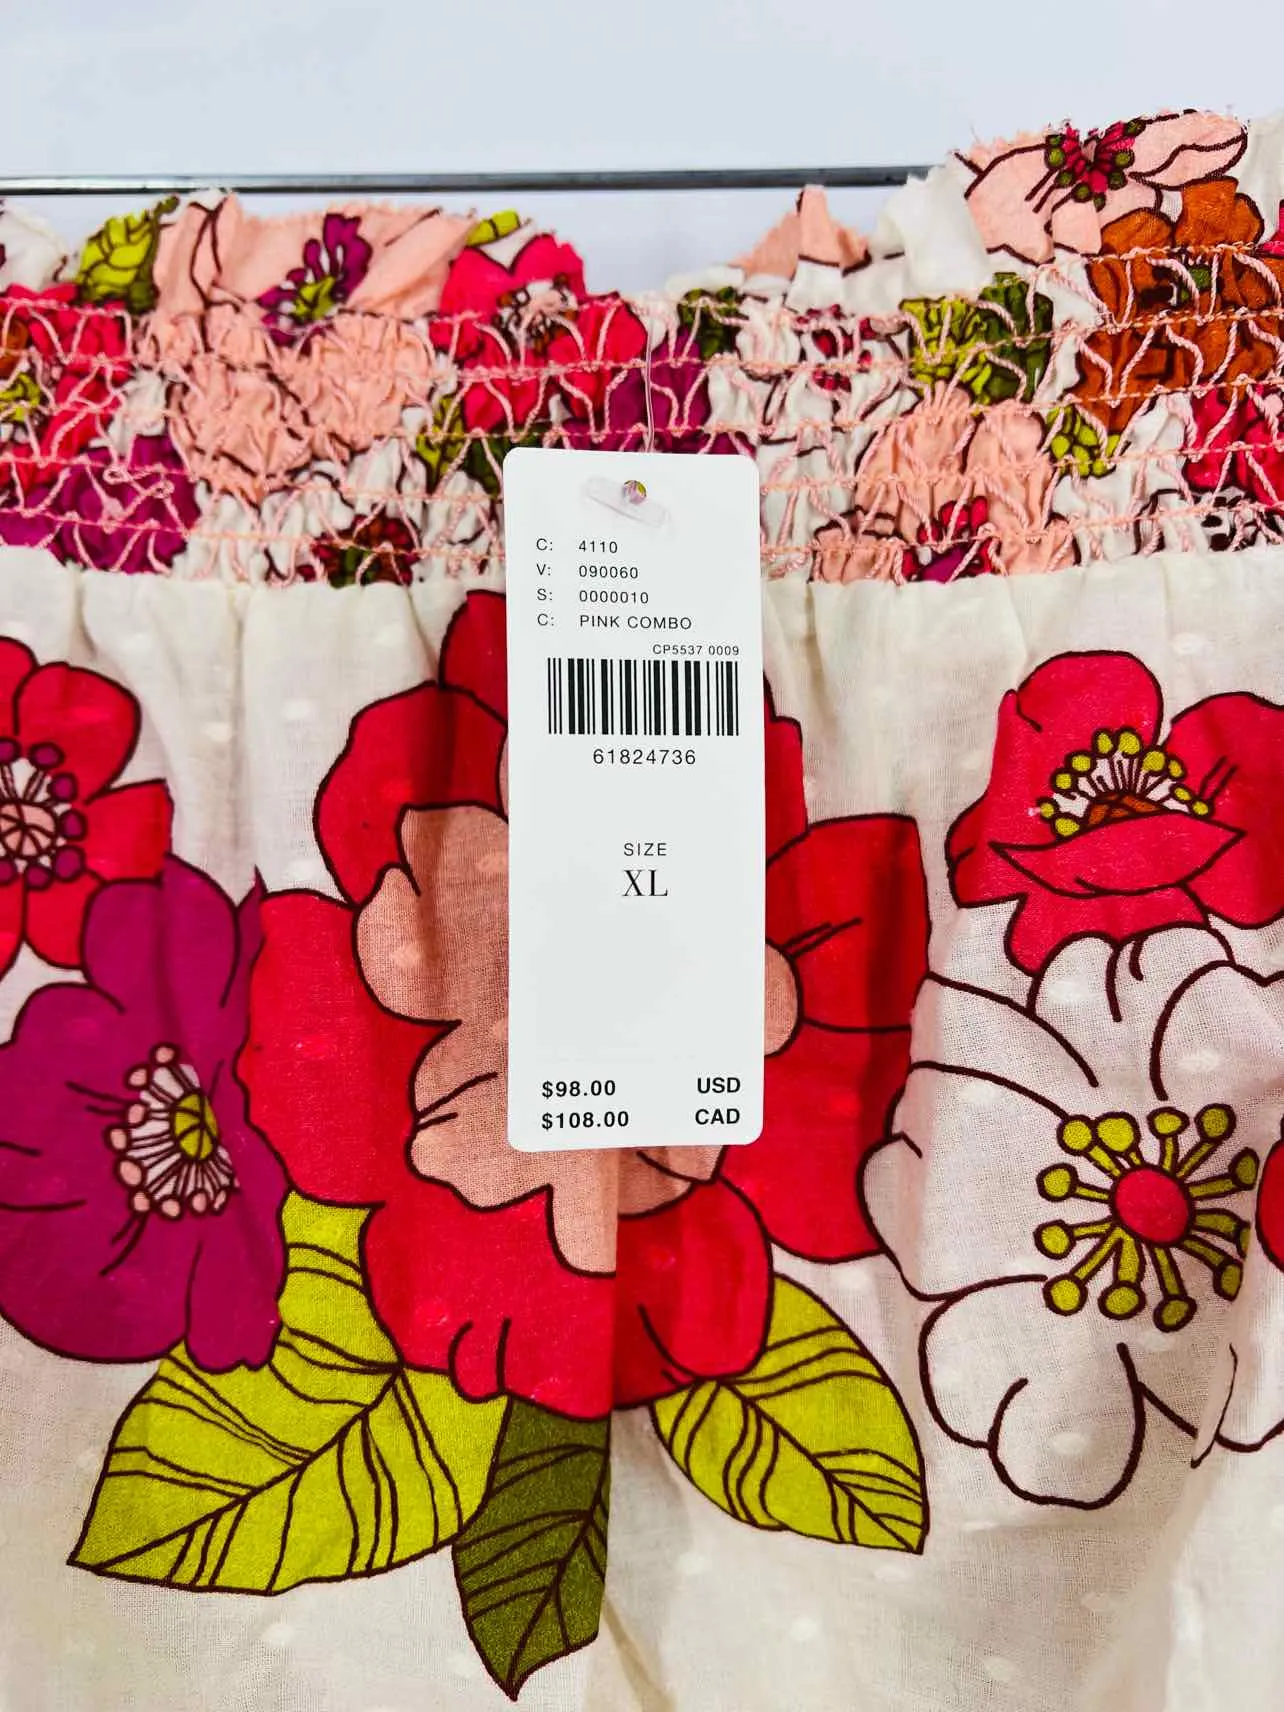 C: 4110
V: 090060
S: 0000010
C: PINK COMBO
CP5537 0009
61824736
SIZE
XL
$98.00 USD
$108.00 CAD